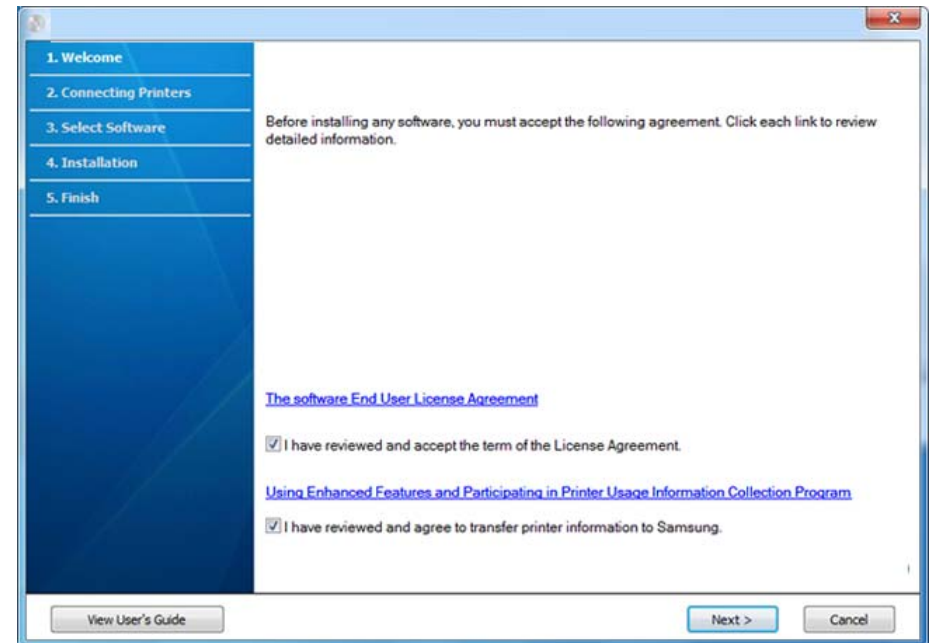 1. Welcome
2. Connecting Printers
3. Select Software
4. Installation
5. Finish
Before installing any software, you must accept the following agreement. Click each link to review
detailed information.
The software End User License Agreement
I have reviewed and accept the term of the License Agreement.
Using Enhanced Features and Participating in Printer Usage Information Collection Program
I have reviewed and agree to transfer printer information to Samsung.
View User's Guide
Next >
Cancel